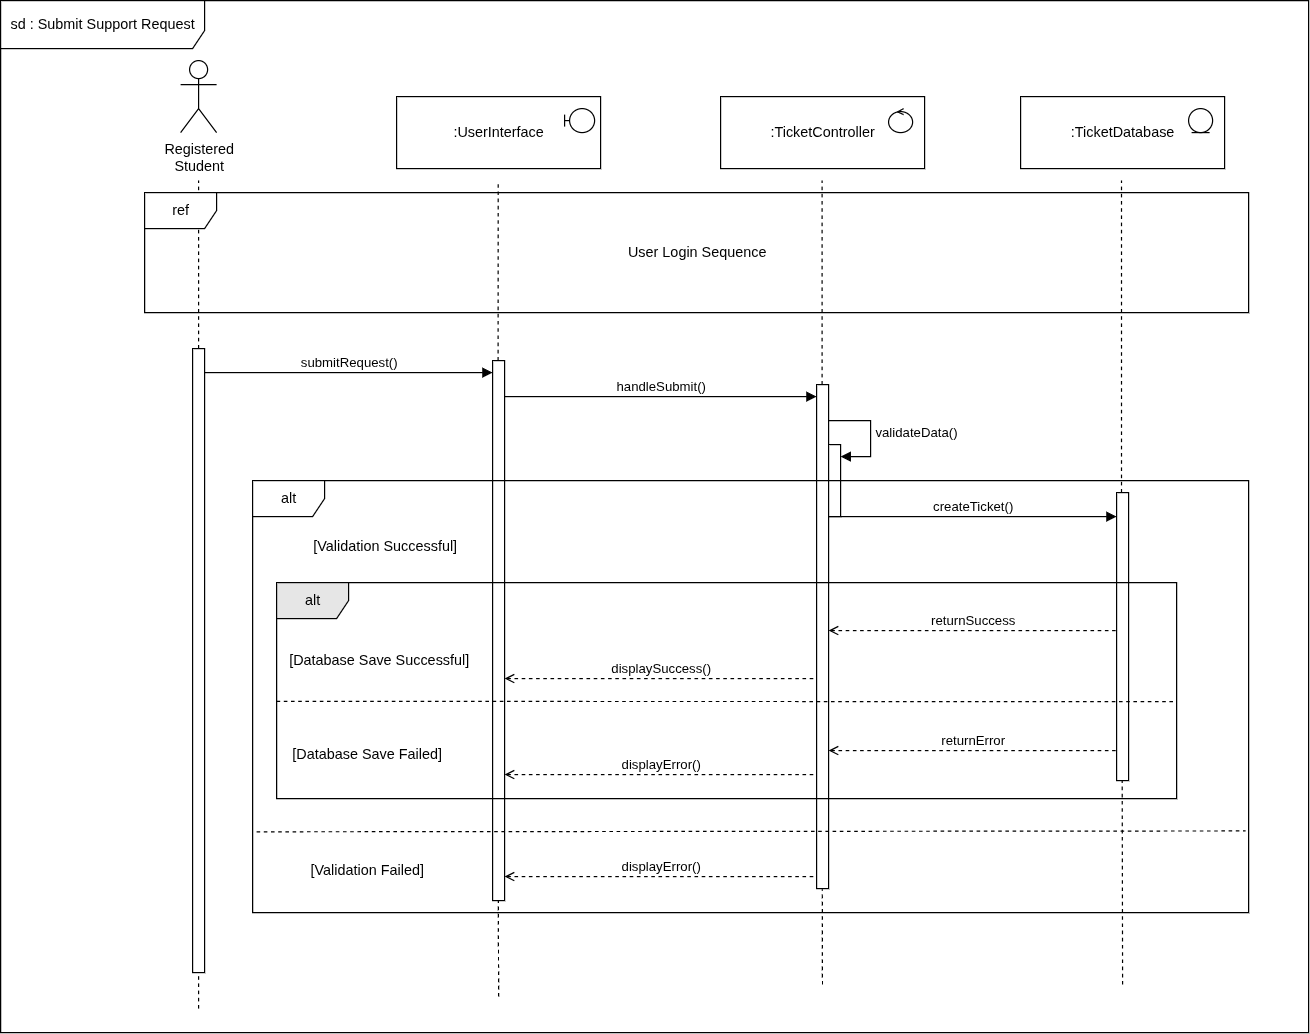 sd : Submit Support Request
Registered
Student
:UserInterface
:TicketController
:TicketDatabase
ref
User Login Sequence
submitRequest()
handleSubmit()
validateData()
alt
createTicket()
[Validation Successful]
alt
returnSuccess
[Database Save Successful]
displaySuccess()
returnError
[Database Save Failed]
displayError()
[Validation Failed]
displayError()